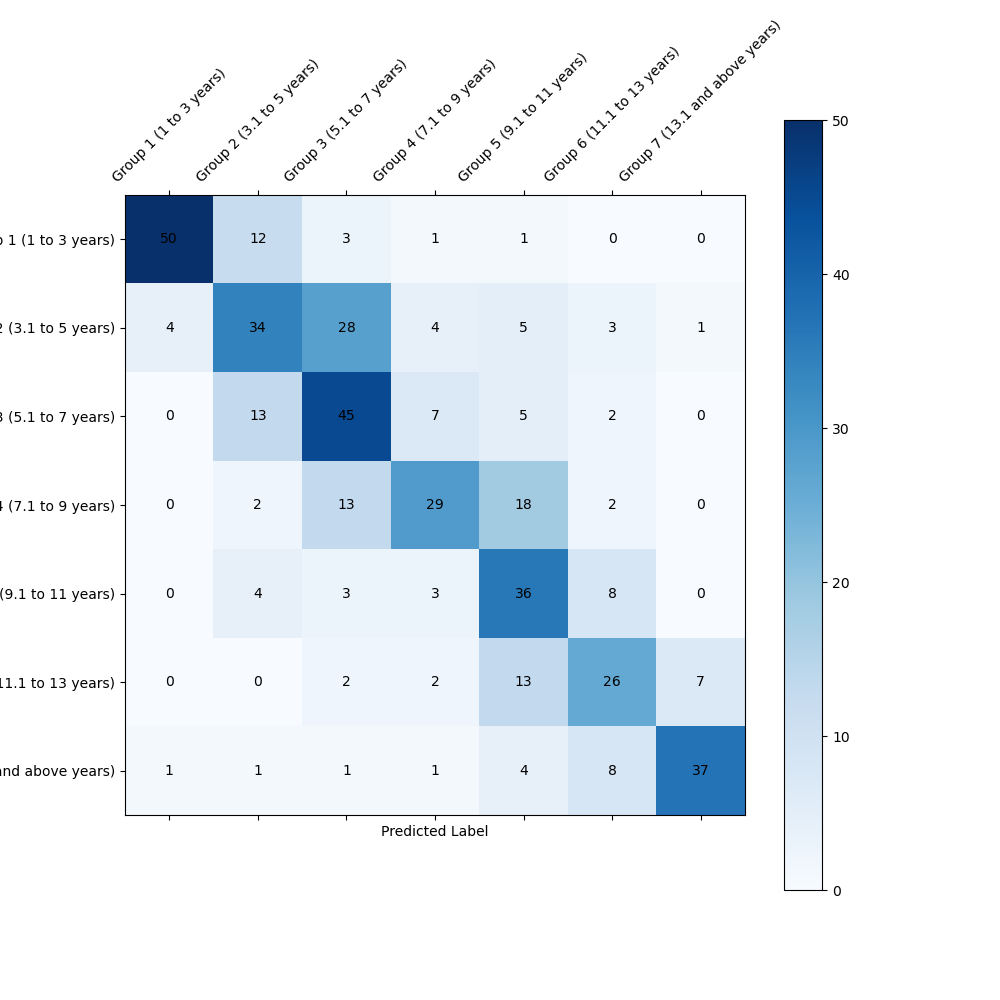 Group 1 (1 to 3 years)
Group 2 (3.1 to 5 years)
Group 3 (5.1 to 7 years)
Group 4 (7.1 to 9 years)
Group 5 (9.1 to 11 years)
Group 6 (11.1 to 13 years)
Group 7 (13.1 and above years)
1 (1 to 3 years) 50 12 3 1 1 0 0
(3.1 to 5 years) 4 34 28 4 5 3 1
(5.1 to 7 years) 0 13 45 7 5 2 0
(7.1 to 9 years) 0 2 13 29 18 2 0
(9.1 to 11 years) 0 4 3 3 36 8 0
11.1 to 13 years) 0 0 2 2 13 26 7
and above years) 1 1 1 1 4 8 37
Predicted Label
50
40
30
20
10
0